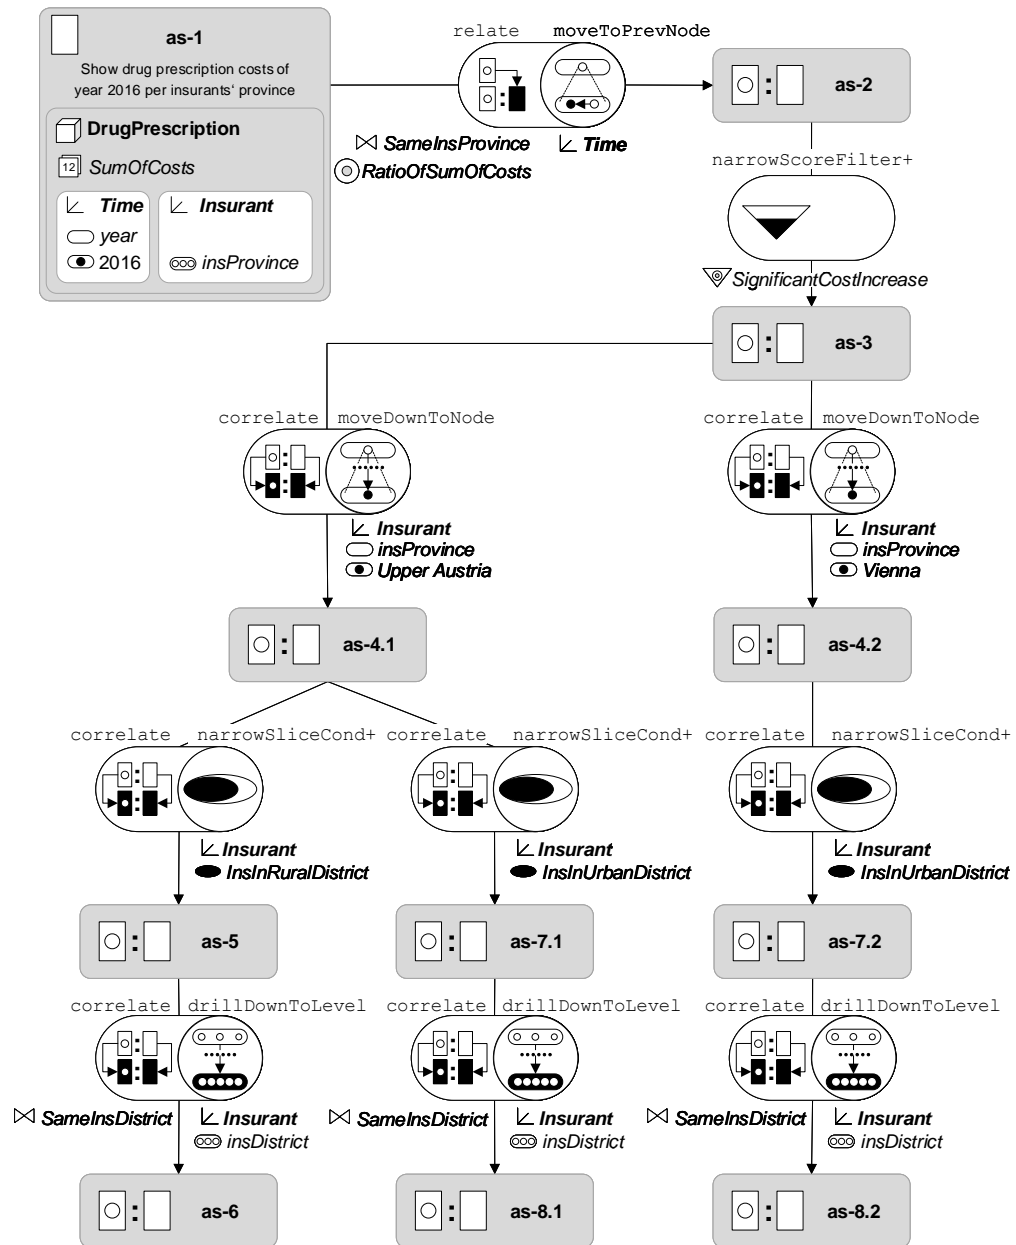 as-1
Show drug prescription costs of
year 2016 per insurants' province
DrugPrescription
12 SumOfCosts
Time
year
2016
Insurant
insProvince
relate moveToPrevNode
SameInsProvince Time
RatioOfSumOfCosts
: as-2
narrowScoreFilter+
SignificantCostIncrease
: as-3
correlate moveDownToNode
Insurant
insProvince
Upper Austria
correlate moveDownToNode
Insurant
insProvince
Vienna
: as-4.1
: as-4.2
correlate narrowSliceCond+
Insurant
InsInRuralDistrict
correlate narrowSliceCond+
Insurant
InsInUrbanDistrict
correlate narrowSliceCond+
Insurant
InsInUrbanDistrict
: as-5
: as-7.1
: as-7.2
correlate drillDownToLevel
SameInsDistrict Insurant
insDistrict
correlate drillDownToLevel
SameInsDistrict Insurant
insDistrict
correlate drillDownToLevel
SameInsDistrict Insurant
insDistrict
: as-6
: as-8.1
: as-8.2